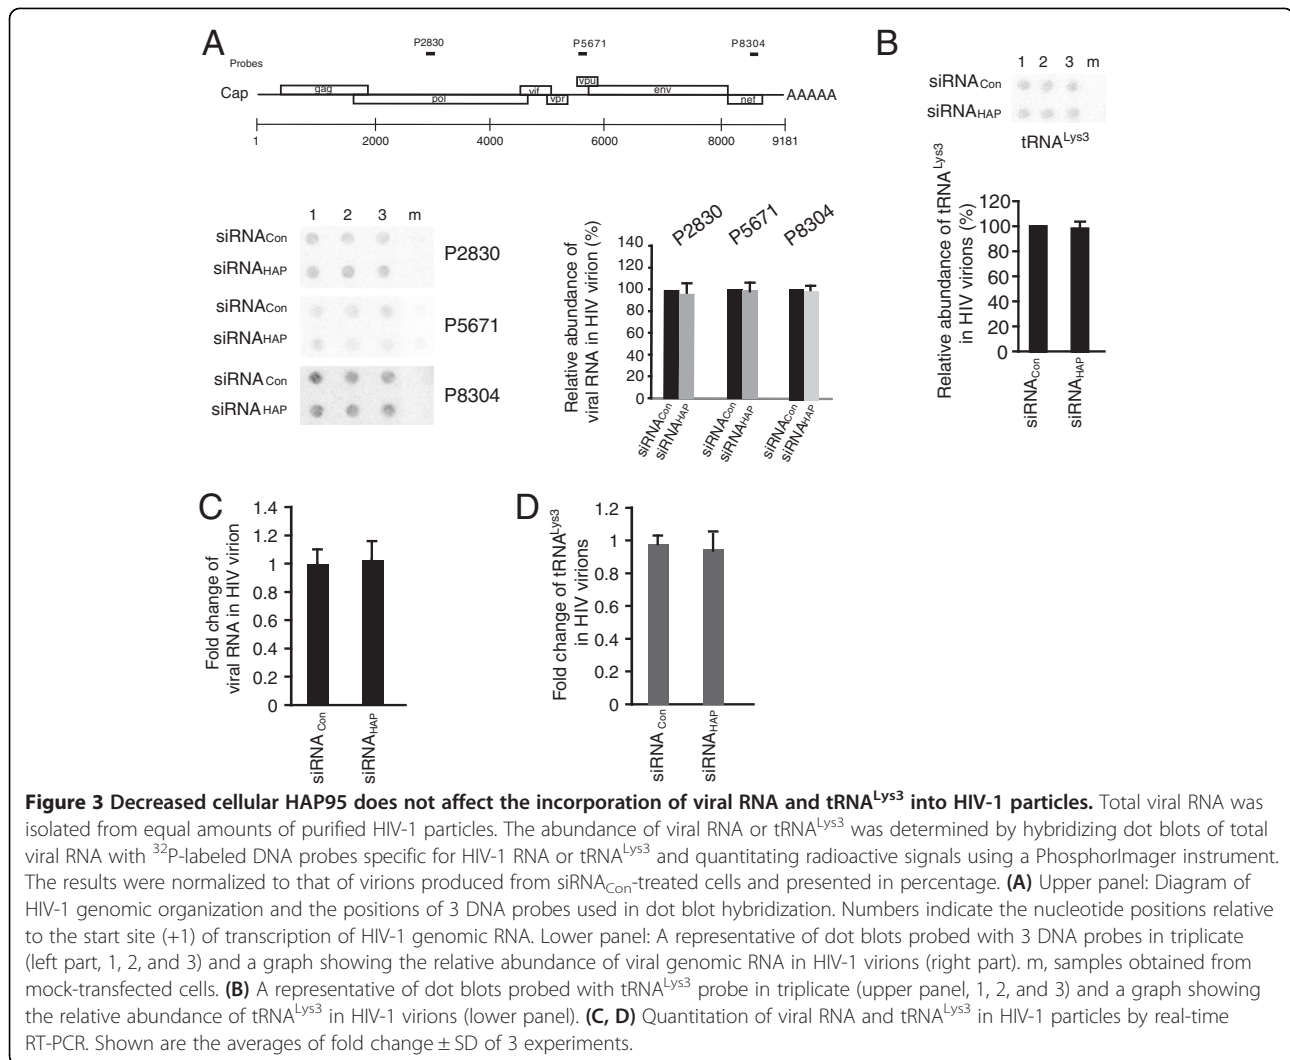 A
B
P2830
P5671
P8304
Probes
Cap
gag
pol
vif
vpr
vpu
env
nef
AAAAA
1
2000
4000
6000
8000
9181
1 2 3 m
siRNACon
siRNAHAP
tRNALys3
1 2 3 m
siRNACon
siRNAHAP
P2830
siRNACon
siRNAHAP
P5671
siRNACon
siRNAHAP
P8304
P2830
P5671
P8304
Relative abundance of
viral RNA in HIV virion (%)
140
120
100
80
60
40
20
0
siRNACon
siRNAHAP
siRNACon
siRNAHAP
siRNACon
siRNAHAP
Relative abundance of tRNALys3
in HIV virions (%)
120
100
80
60
40
20
0
siRNACon
siRNAHAP
C
Fold change of
viral RNA in HIV virion
1.4
1.2
1
0.8
0.6
0.4
0.2
0
siRNACon
siRNAHAP
D
Fold change of tRNALys3
in HIV virions
1.2
1
0.8
0.6
0.4
0.2
0
siRNACon
siRNAHAP
Figure 3 Decreased cellular HAP95 does not affect the incorporation of viral RNA and tRNALys3 into HIV-1 particles. Total viral RNA was
isolated from equal amounts of purified HIV-1 particles. The abundance of viral RNA or tRNALys3 was determined by hybridizing dot blots of total
viral RNA with 32P-labeled DNA probes specific for HIV-1 RNA or tRNALys3 and quantitating radioactive signals using a PhosphorImager instrument.
The results were normalized to that of virions produced from siRNACon-treated cells and presented in percentage. (A) Upper panel: Diagram of
HIV-1 genomic organization and the positions of 3 DNA probes used in dot blot hybridization. Numbers indicate the nucleotide positions relative
to the start site (+1) of transcription of HIV-1 genomic RNA. Lower panel: A representative of dot blots probed with 3 DNA probes in triplicate
(left part, 1, 2, and 3) and a graph showing the relative abundance of viral genomic RNA in HIV-1 virions (right part). m, samples obtained from
mock-transfected cells. (B) A representative of dot blots probed with tRNALys3 probe in triplicate (upper panel, 1, 2, and 3) and a graph showing
the relative abundance of tRNALys3 in HIV-1 virions (lower panel). (C, D) Quantitation of viral RNA and tRNALys3 in HIV-1 particles by real-time
RT-PCR. Shown are the averages of fold change ± SD of 3 experiments.